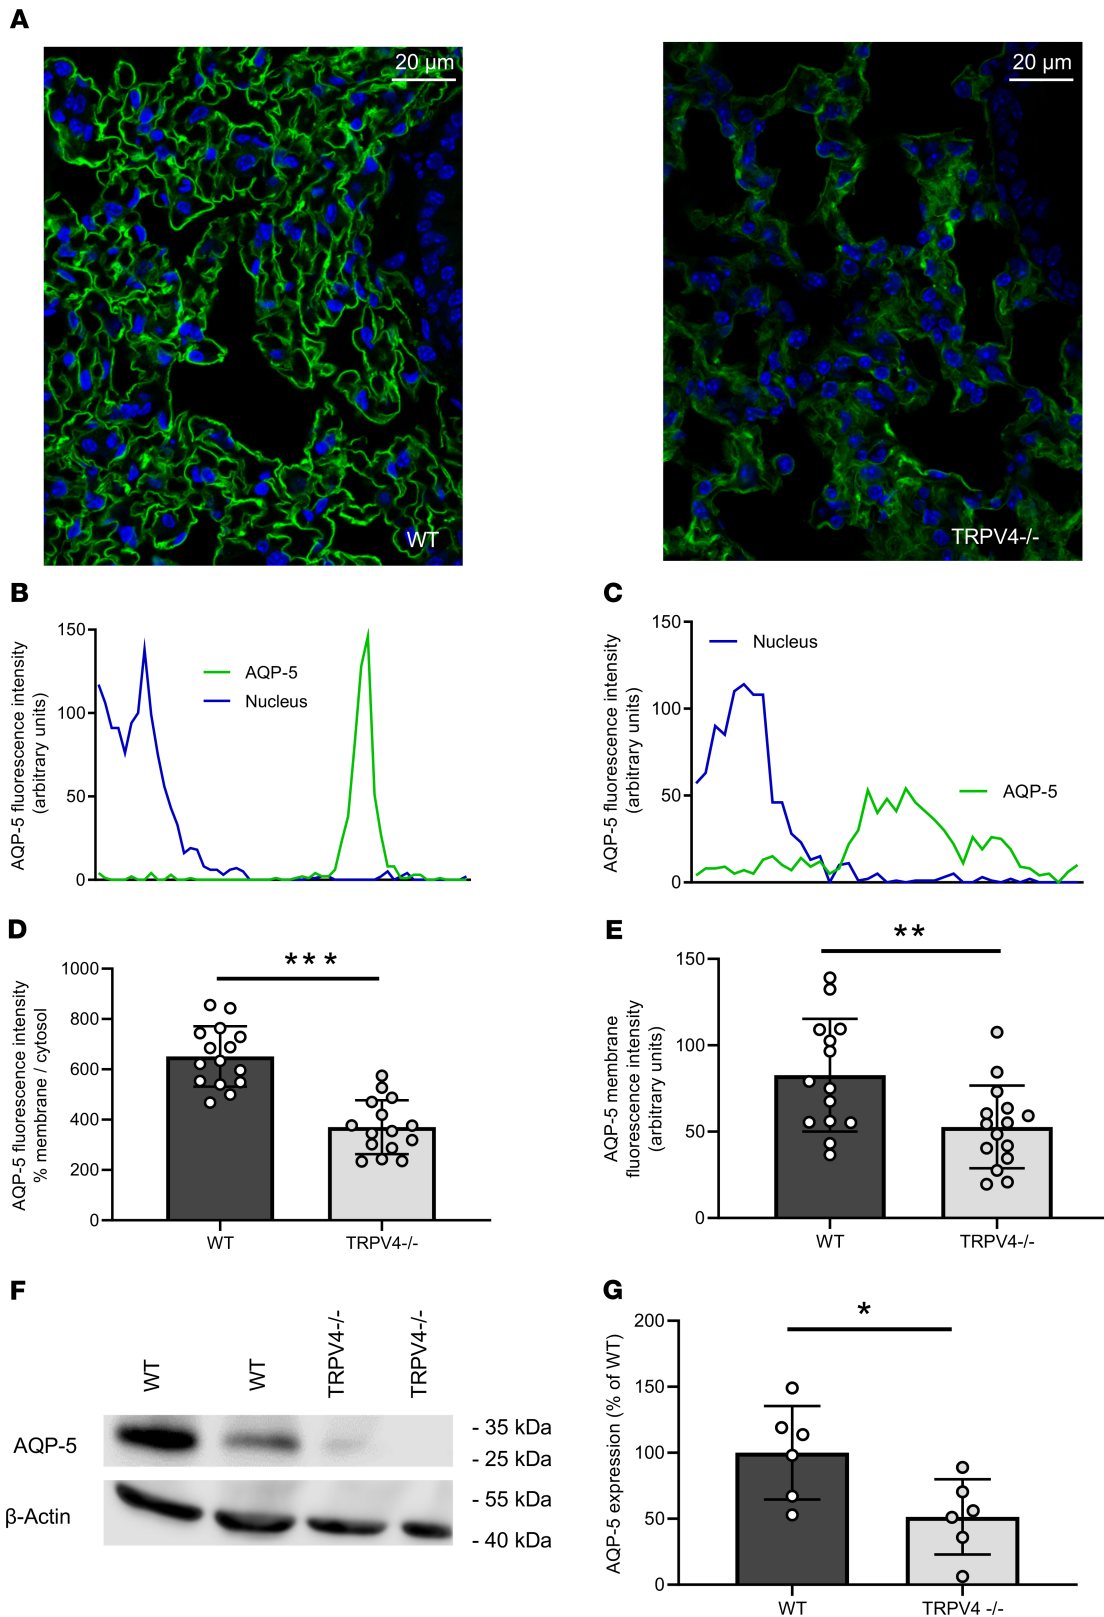 A
20 µm
WT
20 µm
TRPV4-/-
B
AQP-5 fluorescence intensity
(arbitrary units)
150
100
50
0
AQP-5
Nucleus
C
AQP-5 fluorescence intensity
(arbitrary units)
150
100
50
0
Nucleus
AQP-5
D
AQP-5 fluorescence intensity
% membrane / cytosol
1000
800
600
400
200
0
***
WT
TRPV4-/-
E
AQP-5 membrane
fluorescence intensity
(arbitrary units)
150
100
50
0
**
WT
TRPV4-/-
F
WT
WT
TRPV4-/-
TRPV4-/-
AQP-5
- 35 kDa
- 25 kDa
β-Actin
- 55 kDa
- 40 kDa
G
AQP-5 expression (% of WT)
200
150
100
50
0
*
WT
TRPV4 -/-